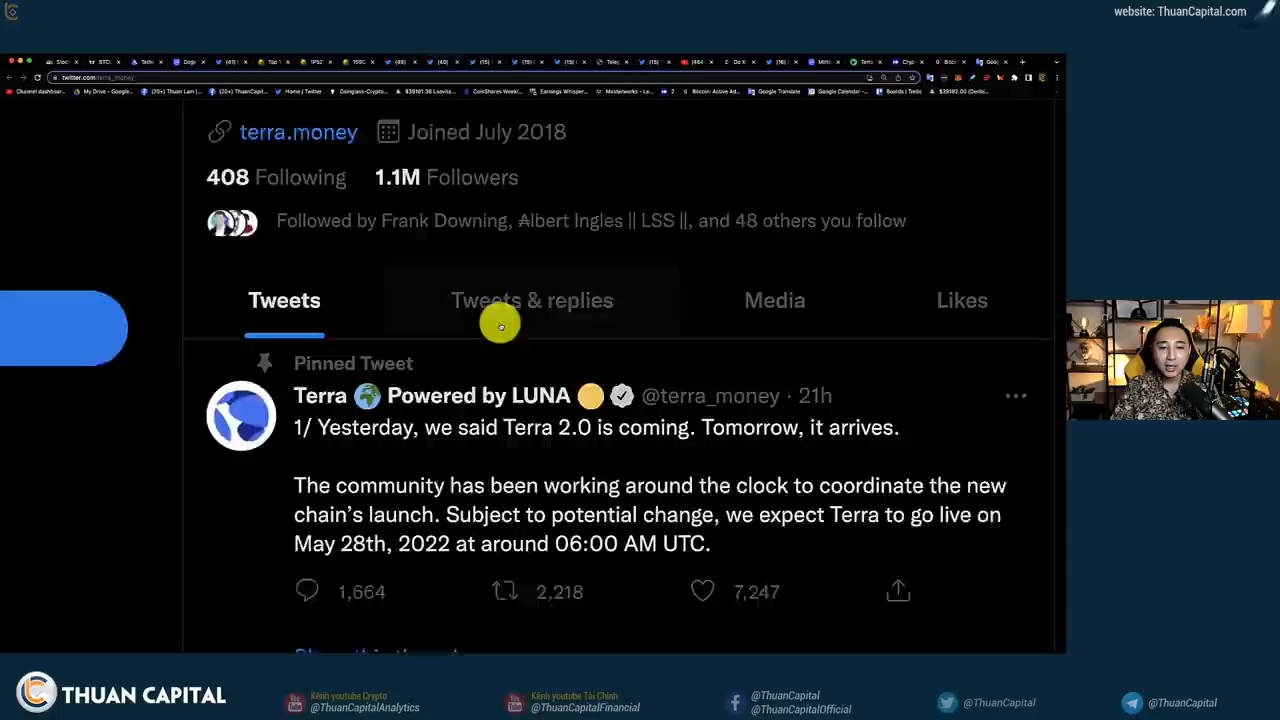 website: ThuanCapital.com
twitter.com/terra_money
terra.money Joined July 2018
408 Following 1.1M Followers
Followed by Frank Downing, Albert Ingles || LSS ||, and 48 others you follow
Tweets Tweets & replies Media Likes
Pinned Tweet
Terra Powered by LUNA @terra_money · 21h
1/ Yesterday, we said Terra 2.0 is coming. Tomorrow, it arrives.
The community has been working around the clock to coordinate the new
chain’s launch. Subject to potential change, we expect Terra to go live on
May 28th, 2022 at around 06:00 AM UTC.
1,664 2,218 7,247
THUAN CAPITAL
Kênh youtube Crypto
@ThuanCapitalAnalytics
Kênh youtube Tài Chính
@ThuanCapitalFinancial
@ThuanCapital
@ThuanCapitalOfficial
@ThuanCapital
@ThuanCapital